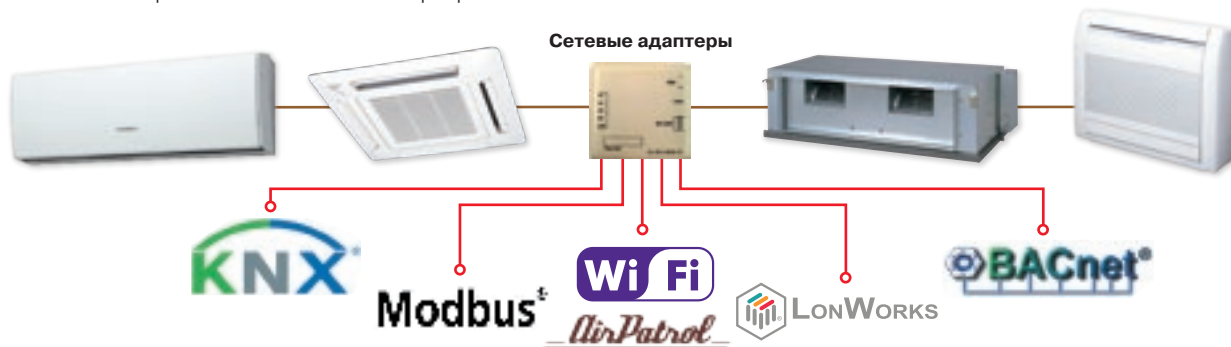 Сетевые адаптеры
KNX
Modbus
Wi Fi
AirPatrol
LONWORKS
BACnet®